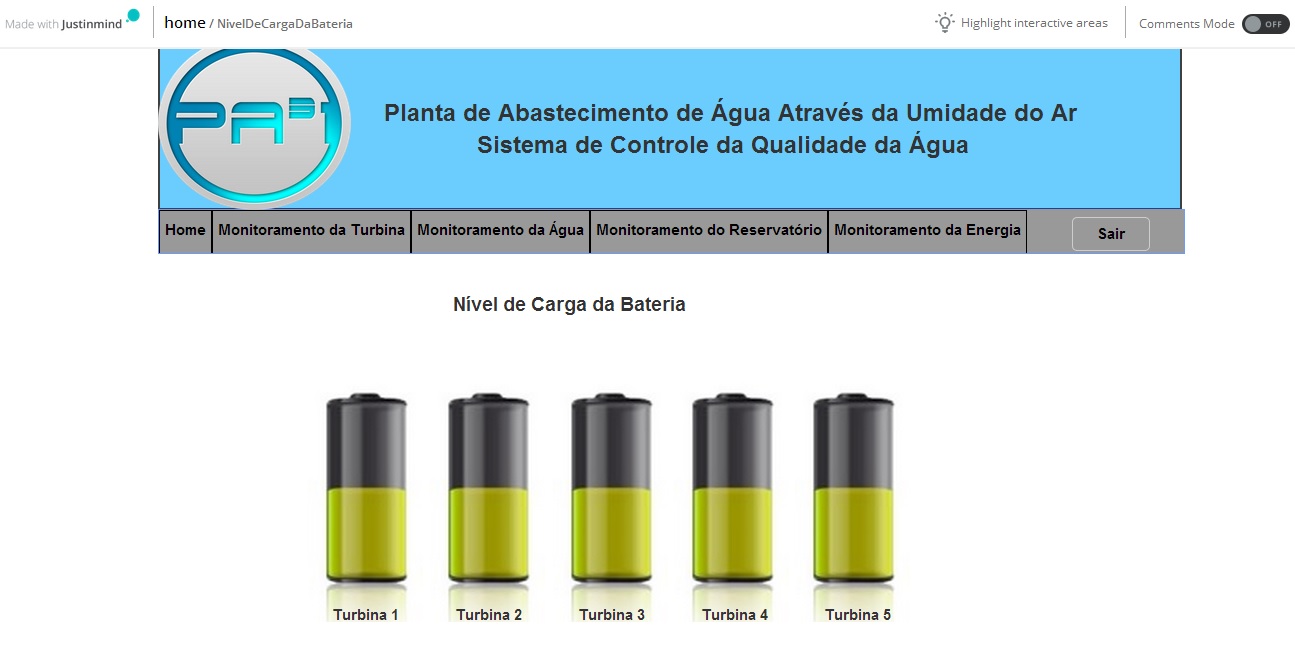 Made with Justinmind
home / NivelDeCargaDaBateria
Highlight interactive areas
Comments Mode
OFF
PA³1
Planta de Abastecimento de Água Através da Umidade do Ar
Sistema de Controle da Qualidade da Água
Home
Monitoramento da Turbina
Monitoramento da Água
Monitoramento do Reservatório
Monitoramento da Energia
Sair
Nível de Carga da Bateria
Turbina 1
Turbina 2
Turbina 3
Turbina 4
Turbina 5